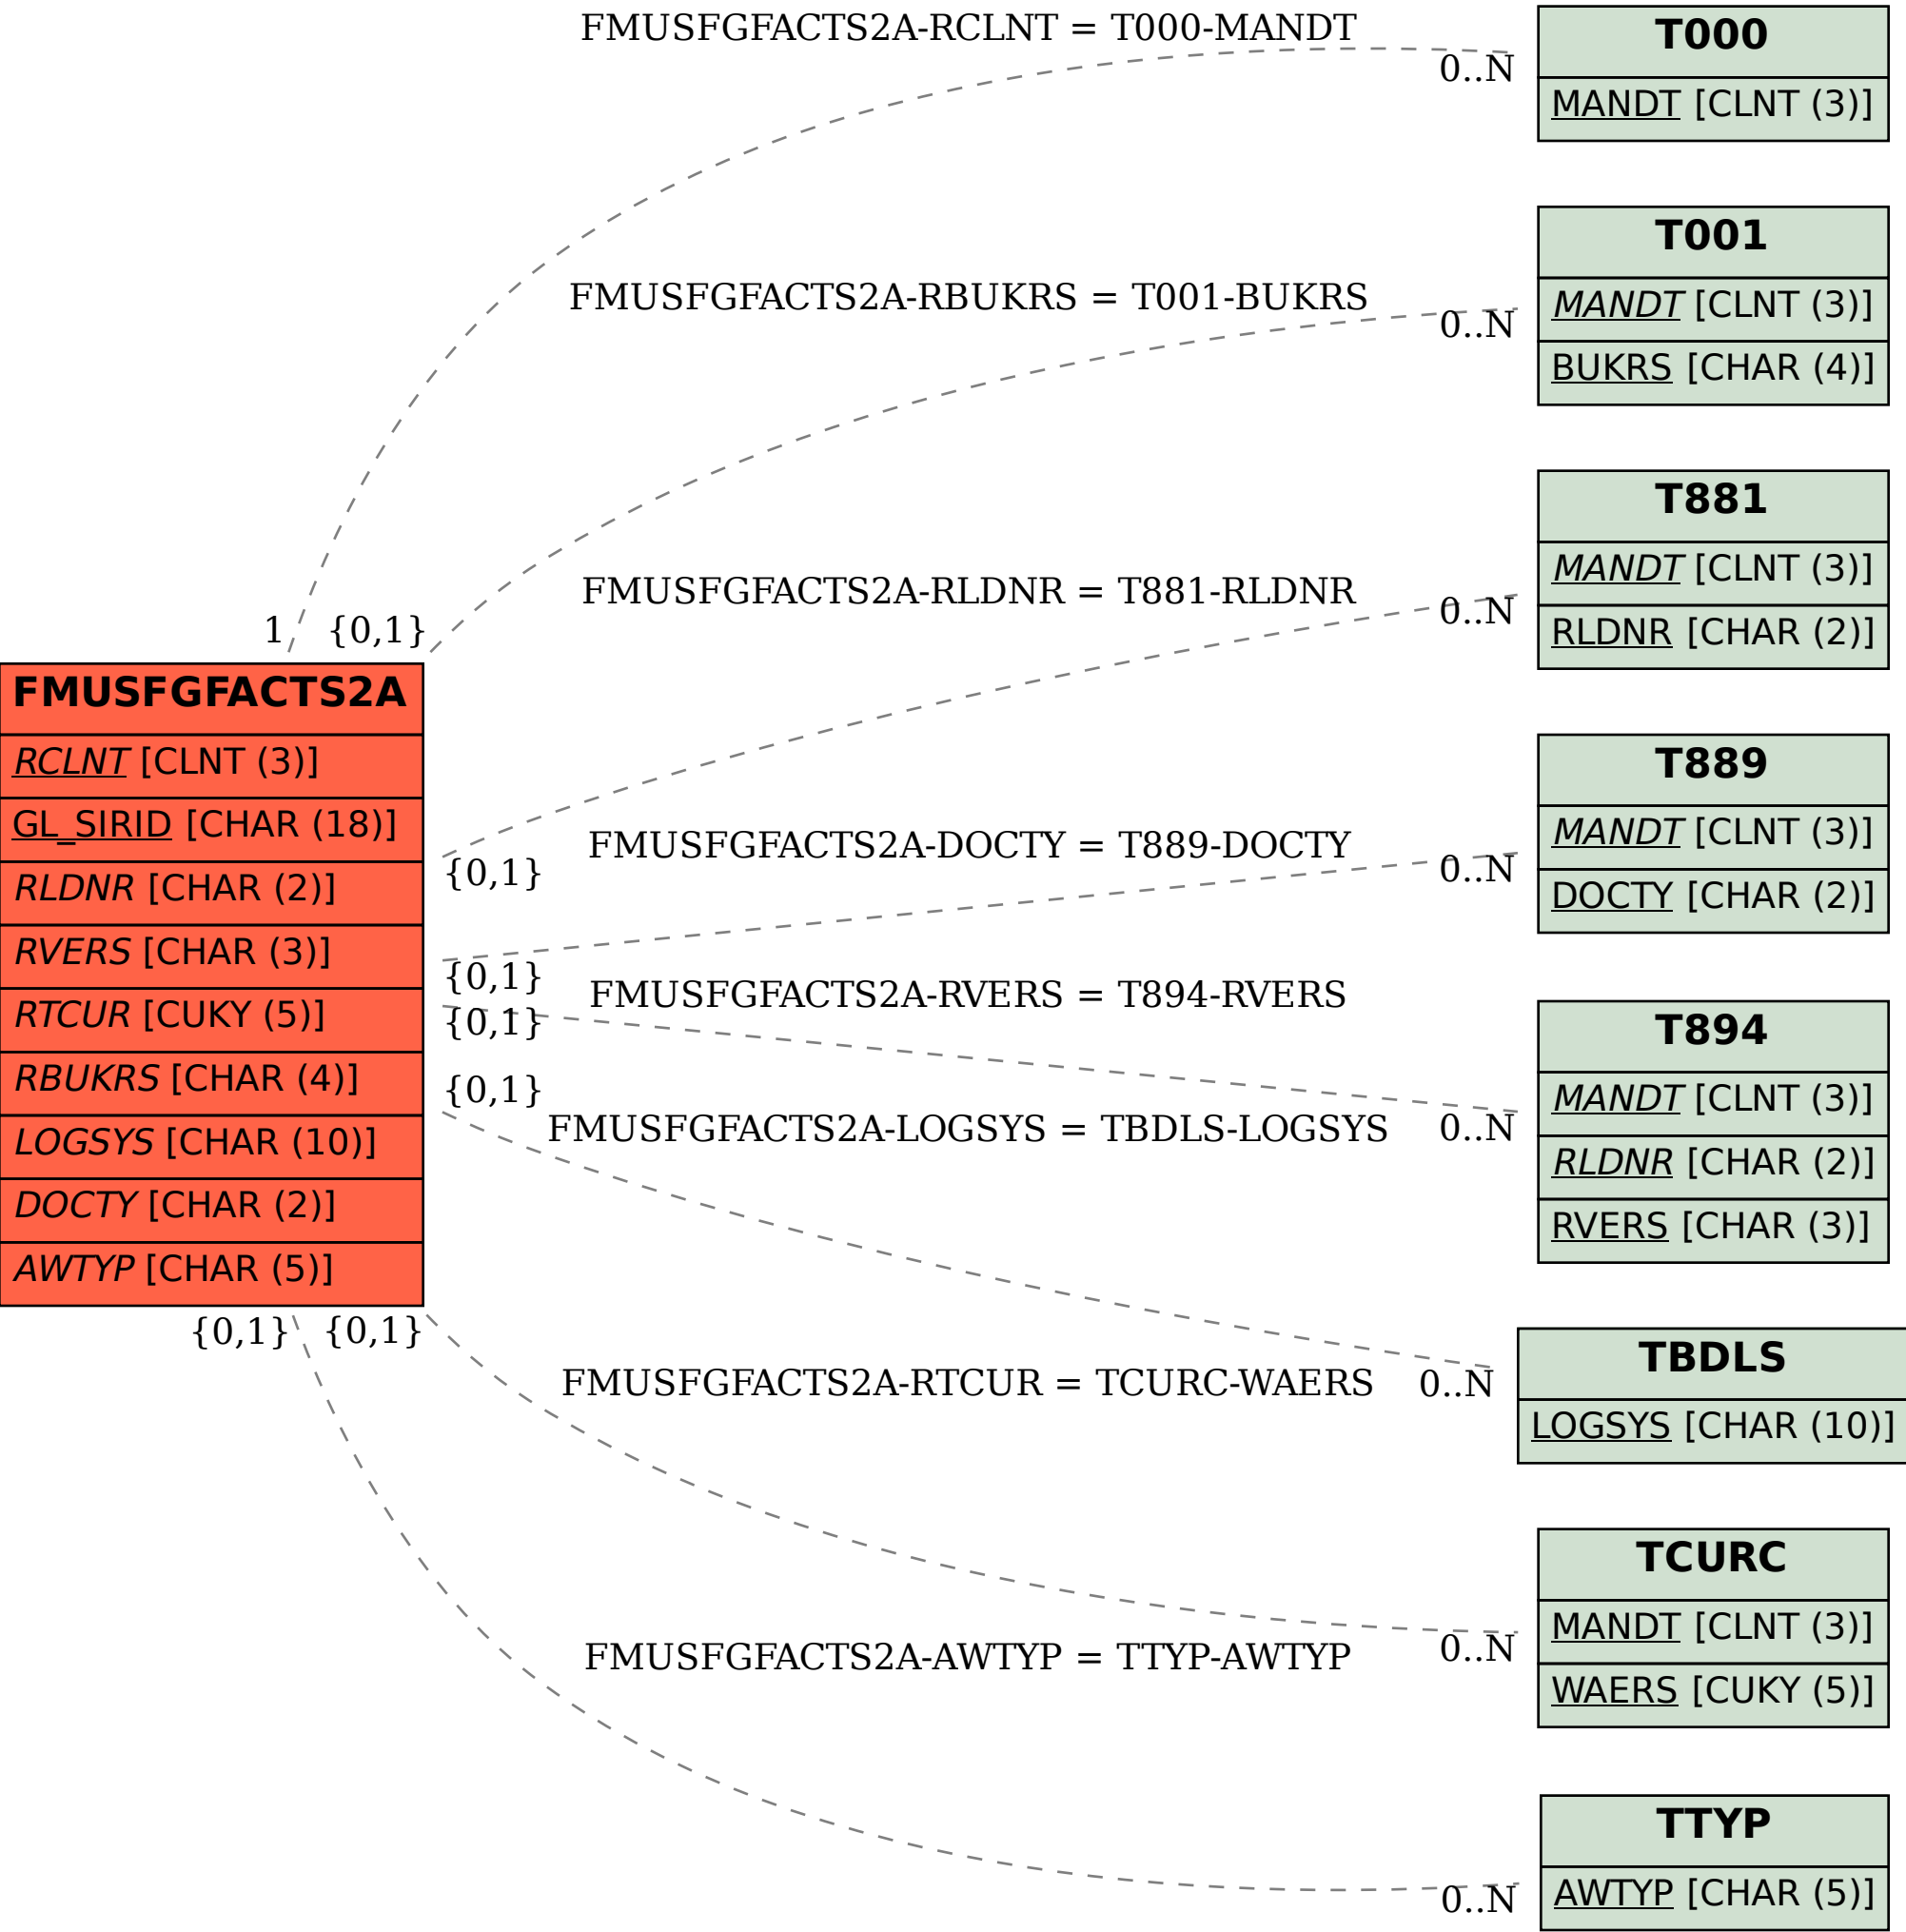 FMUSFGFACTS2A-RCLNT = T000-MANDT
0..N
T000
MANDT [CLNT (3)]
T001
MANDT [CLNT (3)]
BUKRS [CHAR (4)]
FMUSFGFACTS2A-RBUKRS = T001-BUKRS
0..N
T881
MANDT [CLNT (3)]
RLDNR [CHAR (2)]
FMUSFGFACTS2A-RLDNR = T881-RLDNR
0..N
1
{0,1}
FMUSFGFACTS2A
RCLNT [CLNT (3)]
GL_SIRID [CHAR (18)]
RLDNR [CHAR (2)]
RVERS [CHAR (3)]
RTCUR [CUKY (5)]
RBUKRS [CHAR (4)]
LOGSYS [CHAR (10)]
DOCTY [CHAR (2)]
AWTYP [CHAR (5)]
{0,1}
FMUSFGFACTS2A-DOCTY = T889-DOCTY
0..N
T889
MANDT [CLNT (3)]
DOCTY [CHAR (2)]
{0,1}
FMUSFGFACTS2A-RVERS = T894-RVERS
{0,1}
0..N
T894
MANDT [CLNT (3)]
RLDNR [CHAR (2)]
RVERS [CHAR (3)]
{0,1}
FMUSFGFACTS2A-LOGSYS = TBDLS-LOGSYS
0..N
TBDLS
LOGSYS [CHAR (10)]
{0,1}
{0,1}
FMUSFGFACTS2A-RTCUR = TCURC-WAERS
0..N
TCURC
MANDT [CLNT (3)]
WAERS [CUKY (5)]
FMUSFGFACTS2A-AWTYP = TTYP-AWTYP
0..N
TTYP
AWTYP [CHAR (5)]